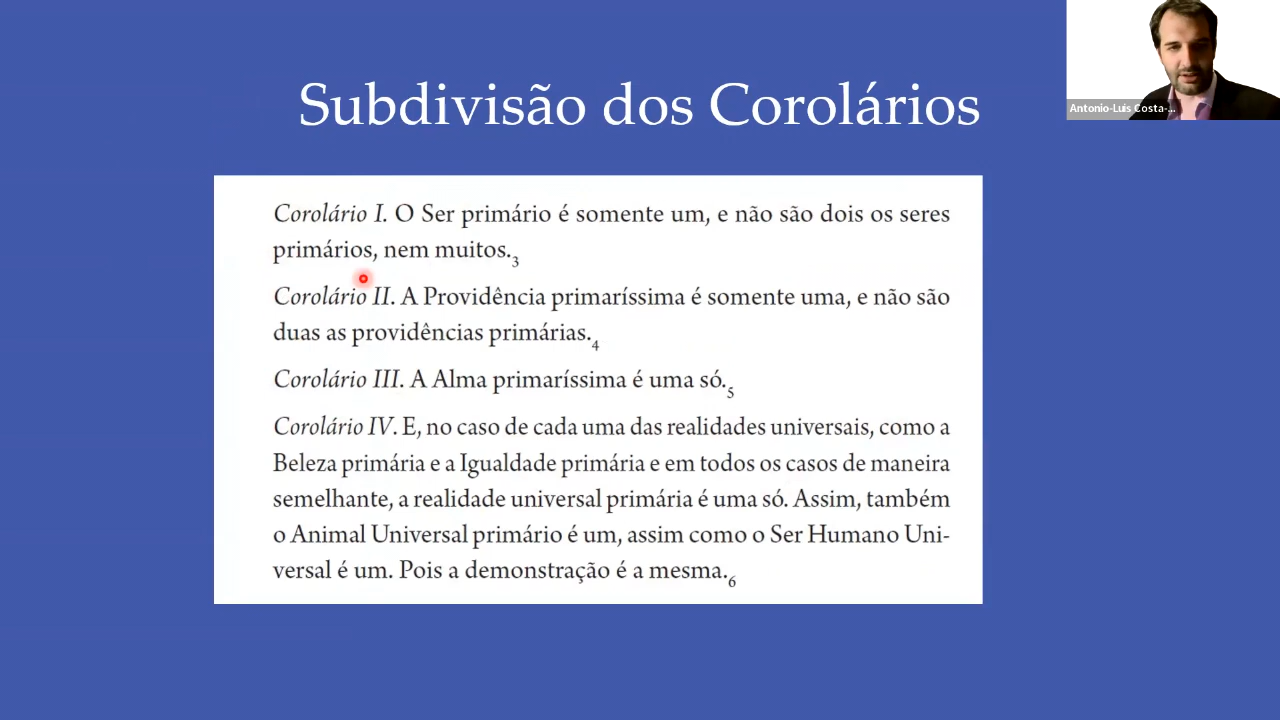 Subdivisão dos Corolários
Antonio-Luis Costa-...
Corolário I. O Ser primário é somente um, e não são dois os seres
primários, nem muitos.3
Corolário II. A Providência primaríssima é somente uma, e não são
duas as providências primárias.4
Corolário III. A Alma primaríssima é uma só.5
Corolário IV. E, no caso de cada uma das realidades universais, como a
Beleza primária e a Igualdade primária e em todos os casos de maneira
semelhante, a realidade universal primária é uma só. Assim, também
o Animal Universal primário é um, assim como o Ser Humano Uni-
versal é um. Pois a demonstração é a mesma.6